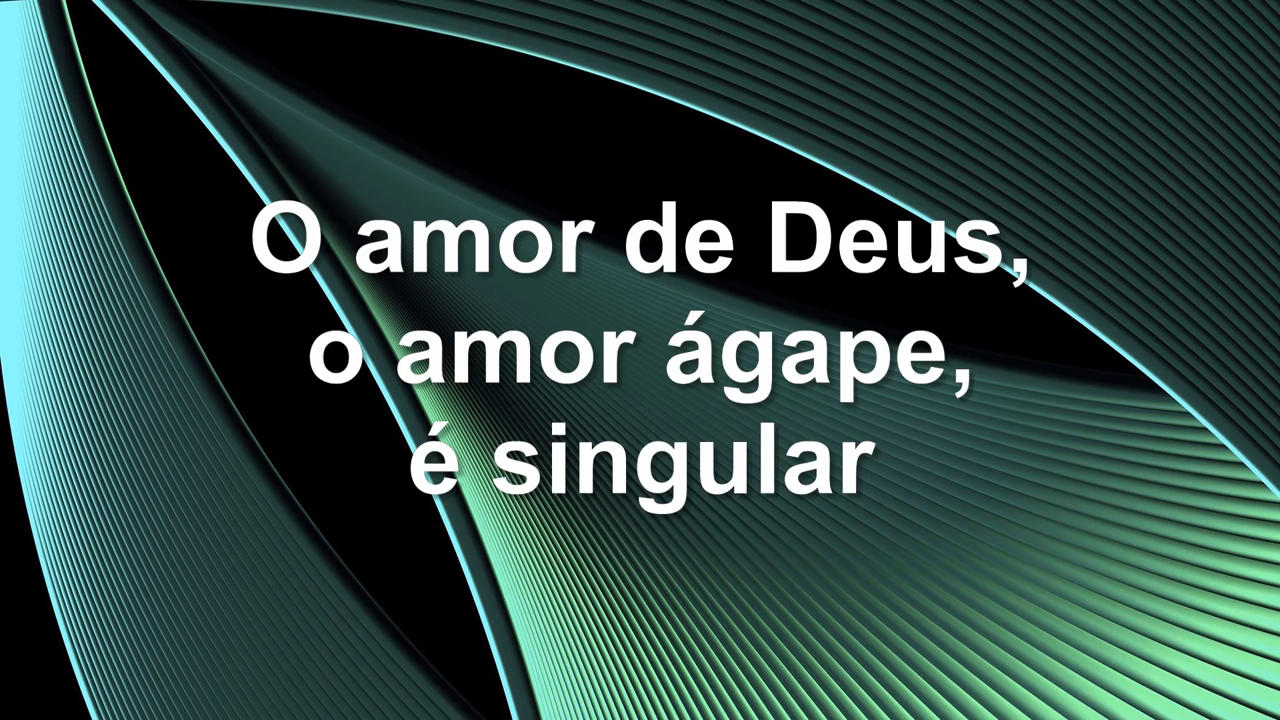 O amor de Deus,
o amor ágape,
é singular